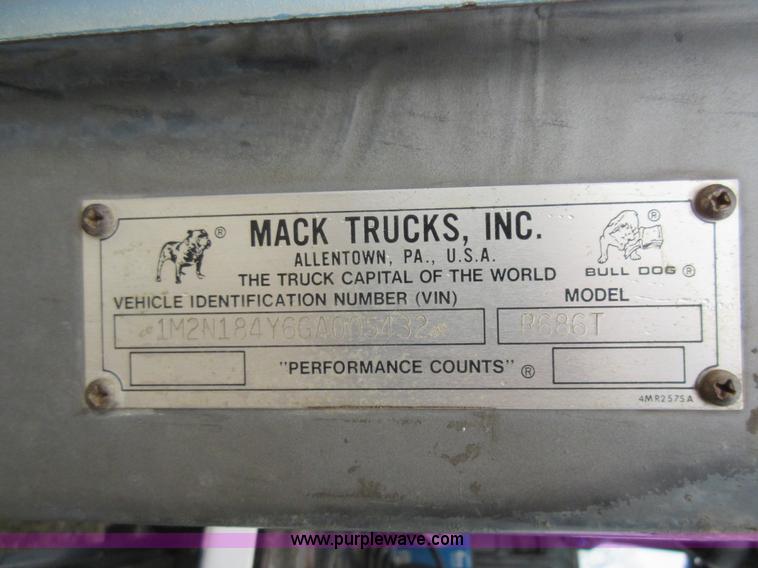 MACK TRUCKS, INC.
ALLENTOWN, PA., U.S.A.
THE TRUCK CAPITAL OF THE WORLD
BULL DOG ®
VEHICLE IDENTIFICATION NUMBER (VIN) MODEL
1M2N184Y6GA005432 R686T
"PERFORMANCE COUNTS" ®
4MR2575A
www.purplewave.com